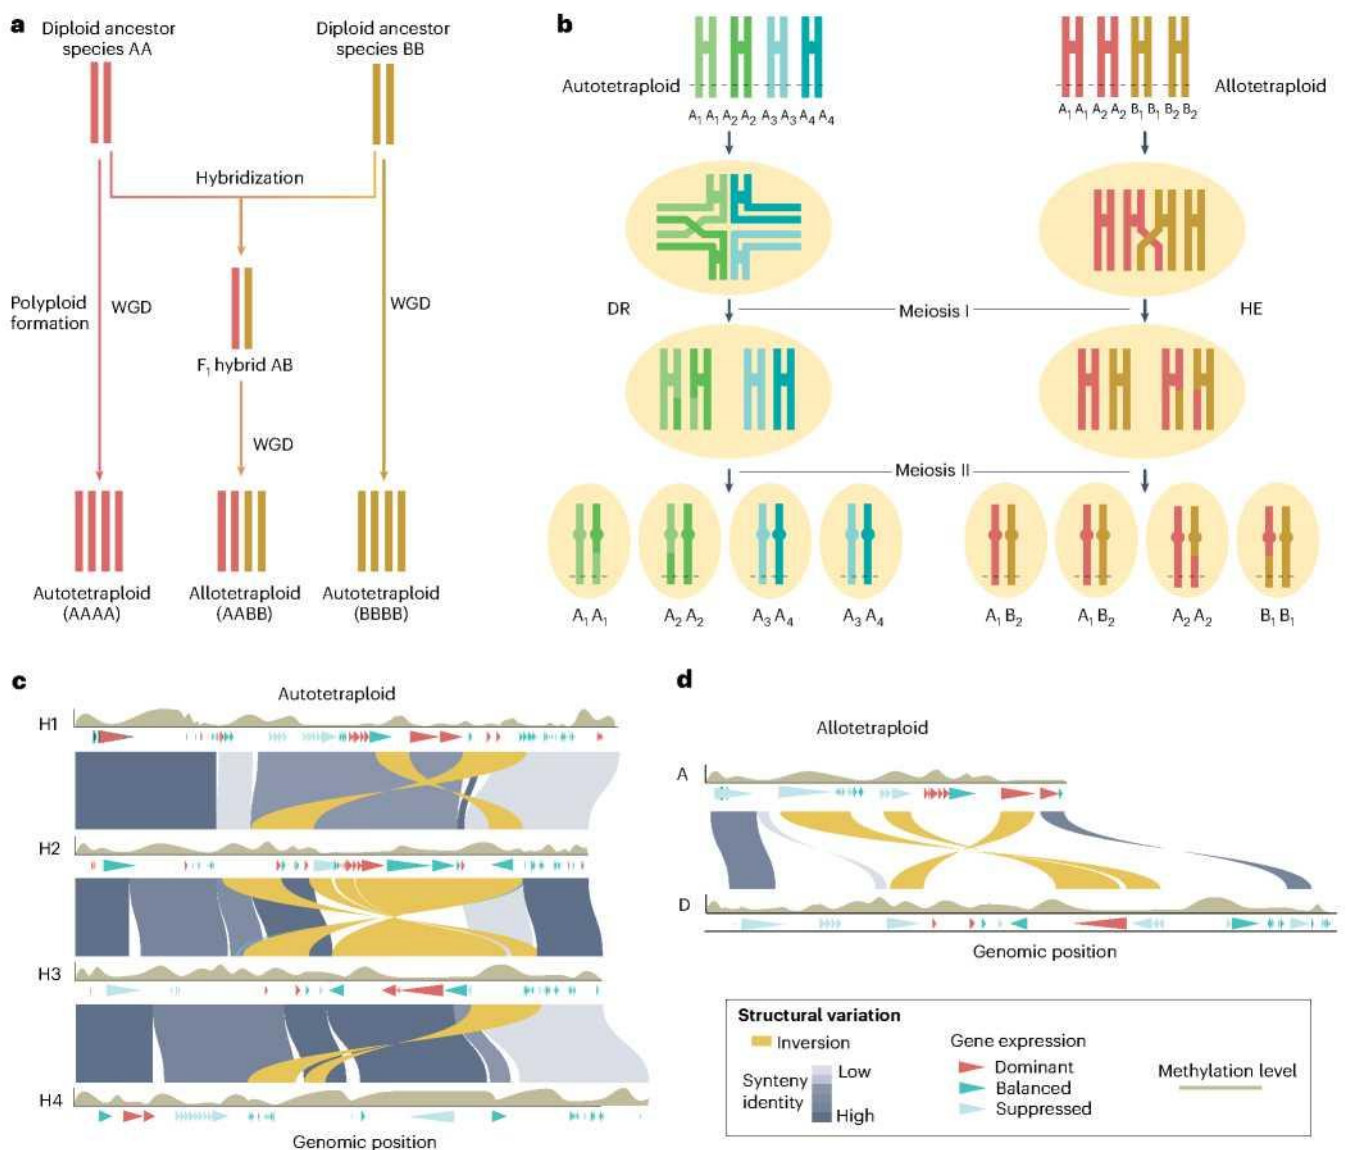 a
Diploid ancestor
species AA
Diploid ancestor
species BB
Hybridization
Polyploid
formation
WGD
WGD
F1 hybrid AB
WGD
Autotetraploid
(AAAA)
Allotetraploid
(AABB)
Autotetraploid
(BBBB)
b
Autotetraploid
A1 A1 A2 A2 A3 A3 A4 A4
Allotetraploid
A1 A1 A2 A2 B1 B1 B2 B2
DR
Meiosis I
HE
Meiosis II
A1 A1
A2 A2
A3 A4
A3 A4
A1 B2
A1 B2
A2 A2
B1 B1
c
Autotetraploid
H1
H2
H3
H4
Genomic position
d
Allotetraploid
A
D
Genomic position
Structural variation
Inversion
Synteny
identity
Low
High
Gene expression
Dominant
Balanced
Suppressed
Methylation level